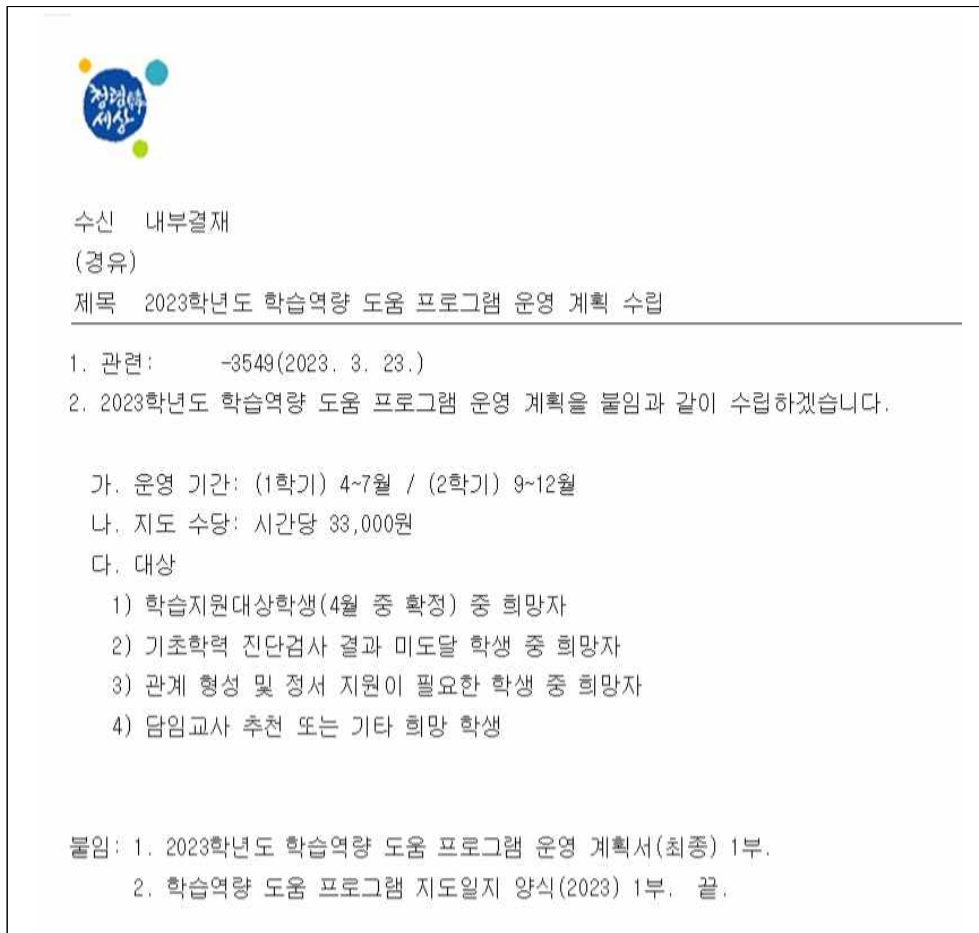 청렴韓
세상
수신 내부결재
(경유)
제목 2023학년도 학습역량 도움 프로그램 운영 계획 수립
1. 관련: -3549(2023. 3. 23.)
2. 2023학년도 학습역량 도움 프로그램 운영 계획을 붙임과 같이 수립하겠습니다.
가. 운영 기간: (1학기) 4~7월 / (2학기) 9~12월
나. 지도 수당: 시간당 33,000원
다. 대상
1) 학습지원대상학생(4월 중 확정) 중 희망자
2) 기초학력 진단검사 결과 미도달 학생 중 희망자
3) 관계 형성 및 정서 지원이 필요한 학생 중 희망자
4) 담임교사 추천 또는 기타 희망 학생
붙임: 1. 2023학년도 학습역량 도움 프로그램 운영 계획서(최종) 1부.
2. 학습역량 도움 프로그램 지도일지 양식(2023) 1부. 끝.